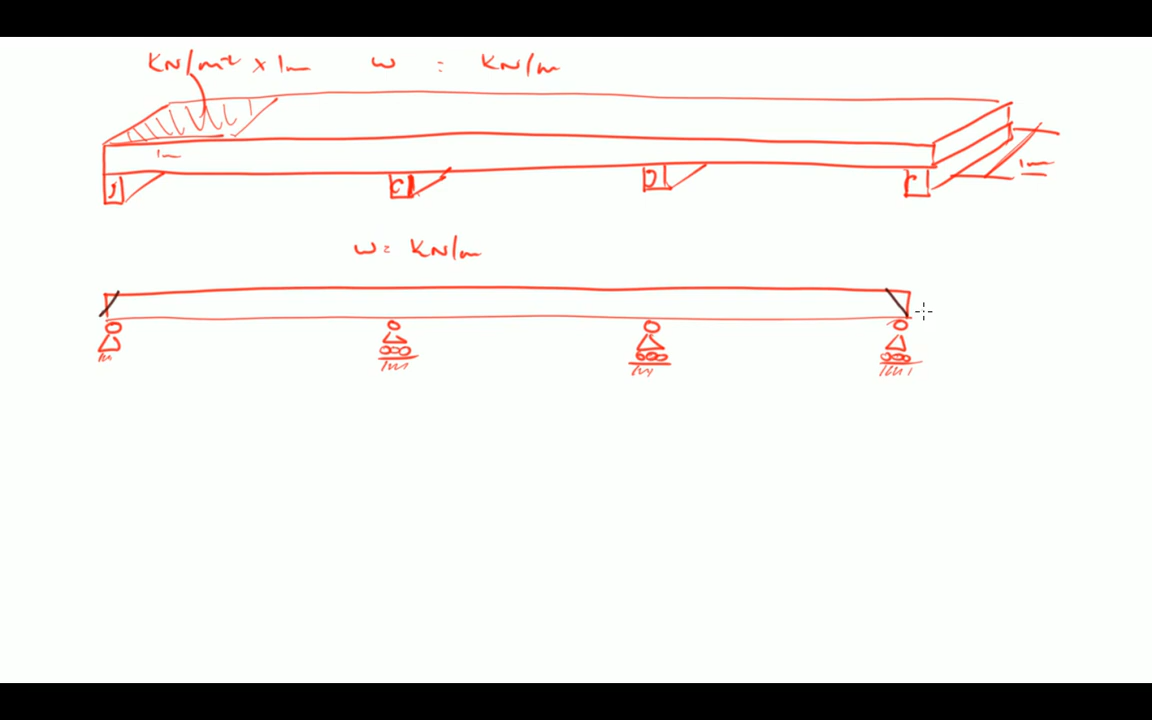 KN/m² x 1m   w = KN/m
1m
1m
w = KN/m